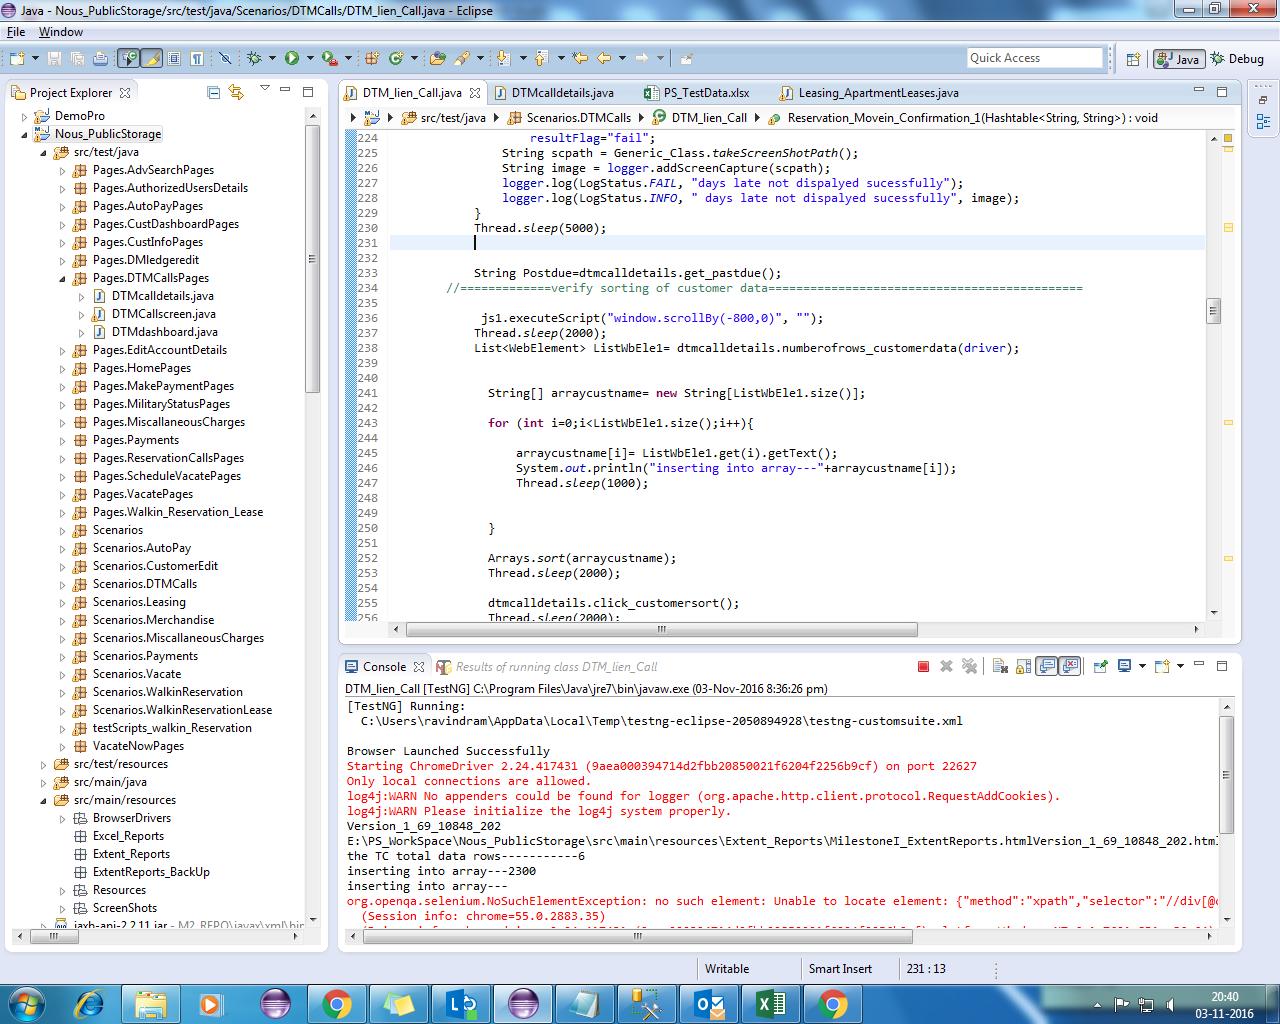 Java - Nous_PublicStorage/src/test/java/Scenarios/DTMCalls/DTM_lien_Call.java - Eclipse
File Window
Quick Access
Java
Debug
Project Explorer
DemoPro
Nous_PublicStorage
src/test/java
Pages.AdvSearchPages
Pages.AuthorizedUsersDetails
Pages.AutoPayPages
Pages.CustDashboardPages
Pages.CustInfoPages
Pages.DMledgeredit
Pages.DTMCallsPages
DTMcalldetails.java
DTMCallscreen.java
DTMdashboard.java
Pages.EditAccountDetails
Pages.HomePages
Pages.MakePaymentPages
Pages.MilitaryStatusPages
Pages.MiscallaneousCharges
Pages.Payments
Pages.ReservationCallsPages
Pages.ScheduleVacatePages
Pages.VacatePages
Pages.Walkin_Reservation_Lease
Scenarios
Scenarios.AutoPay
Scenarios.CustomerEdit
Scenarios.DTMCalls
Scenarios.Leasing
Scenarios.Merchandise
Scenarios.MiscallaneousCharges
Scenarios.Payments
Scenarios.Vacate
Scenarios.WalkinReservation
Scenarios.WalkinReservationLease
testScripts_walkin_Reservation
VacateNowPages
src/test/resources
src/main/java
src/main/resources
BrowserDrivers
Excel_Reports
Extent_Reports
ExtentReports_BackUp
Resources
ScreenShots
jaxb-api-2.2.11.jar - M2_REPO\javax\xml\bin
DTM_lien_Call.java DTMcalldetails.java PS_TestData.xlsx Leasing_ApartmentLeases.java
src/test/java Scenarios.DTMCalls DTM_lien_Call Reservation_Movein_Confirmation_1(Hashtable<String, String>) : void
224 resultFlag="fail";
225 String scpath = Generic_Class.takeScreenShotPath();
226 String image = logger.addScreenCapture(scpath);
227 logger.log(LogStatus.FAIL, "days late not dispalyed sucessfully");
228 logger.log(LogStatus.INFO, " days late not dispalyed sucessfully", image);
229 }
230 Thread.sleep(5000);
231
232
233 String Postdue=dtmcalldetails.get_pastdue();
234 //=============verify sorting of customer data=============================================
235
236 js1.executeScript("window.scrollBy(-800,0)", "");
237 Thread.sleep(2000);
238 List<WebElement> ListWbEle1= dtmcalldetails.numberofrows_customerdata(driver);
239
240
241 String[] arraycustname= new String[ListWbEle1.size()];
242
243 for (int i=0;i<ListWbEle1.size();i++){
244
245 arraycustname[i]= ListWbEle1.get(i).getText();
246 System.out.println("inserting into array---"+arraycustname[i]);
247 Thread.sleep(1000);
248
249
250 }
251
252 Arrays.sort(arraycustname);
253 Thread.sleep(2000);
254
255 dtmcalldetails.click_customersort();
256 Thread.sleep(2000);
Console Results of running class DTM_lien_Call
DTM_lien_Call [TestNG] C:\Program Files\Java\jre7\bin\javaw.exe (03-Nov-2016 8:36:26 pm)
[TestNG] Running:
C:\Users\ravindram\AppData\Local\Temp\testng-eclipse-2050894928\testng-customsuite.xml
Browser Launched Successfully
Starting ChromeDriver 2.24.417431 (9aea000394714d2fbb20850021f6204f2256b9cf) on port 22627
Only local connections are allowed.
log4j:WARN No appenders could be found for logger (org.apache.http.client.protocol.RequestAddCookies).
log4j:WARN Please initialize the log4j system properly.
Version_1_69_10848_202
E:\PS_WorkSpace\Nous_PublicStorage\src\main\resources\Extent_Reports\MilestoneI_ExtentReports.htmlVersion_1_69_10848_202.html
the TC total data rows-----------6
inserting into array---2300
inserting into array---
org.openqa.selenium.NoSuchElementException: no such element: Unable to locate element: {"method":"xpath","selector":"//div[@
(Session info: chrome=55.0.2883.35)
Writable Smart Insert 231 : 13
20:40
03-11-2016